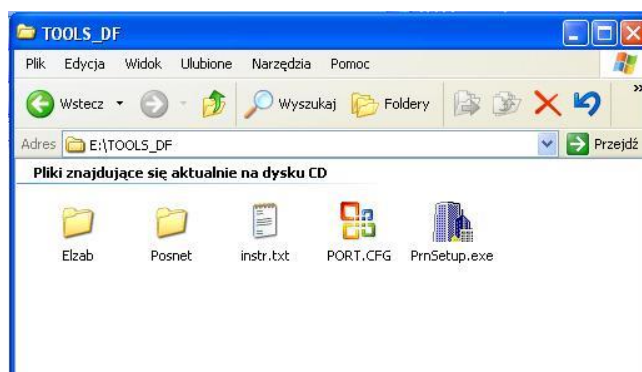 TOOLS_DF
Plik Edycja Widok Ulubione Narzędzia Pomoc
Wstecz Wyszukaj Foldery »
Adres E:\TOOLS_DF Przejdź
Pliki znajdujące się aktualnie na dysku CD
Elzab Posnet instr.txt PORT.CFG PrnSetup.exe